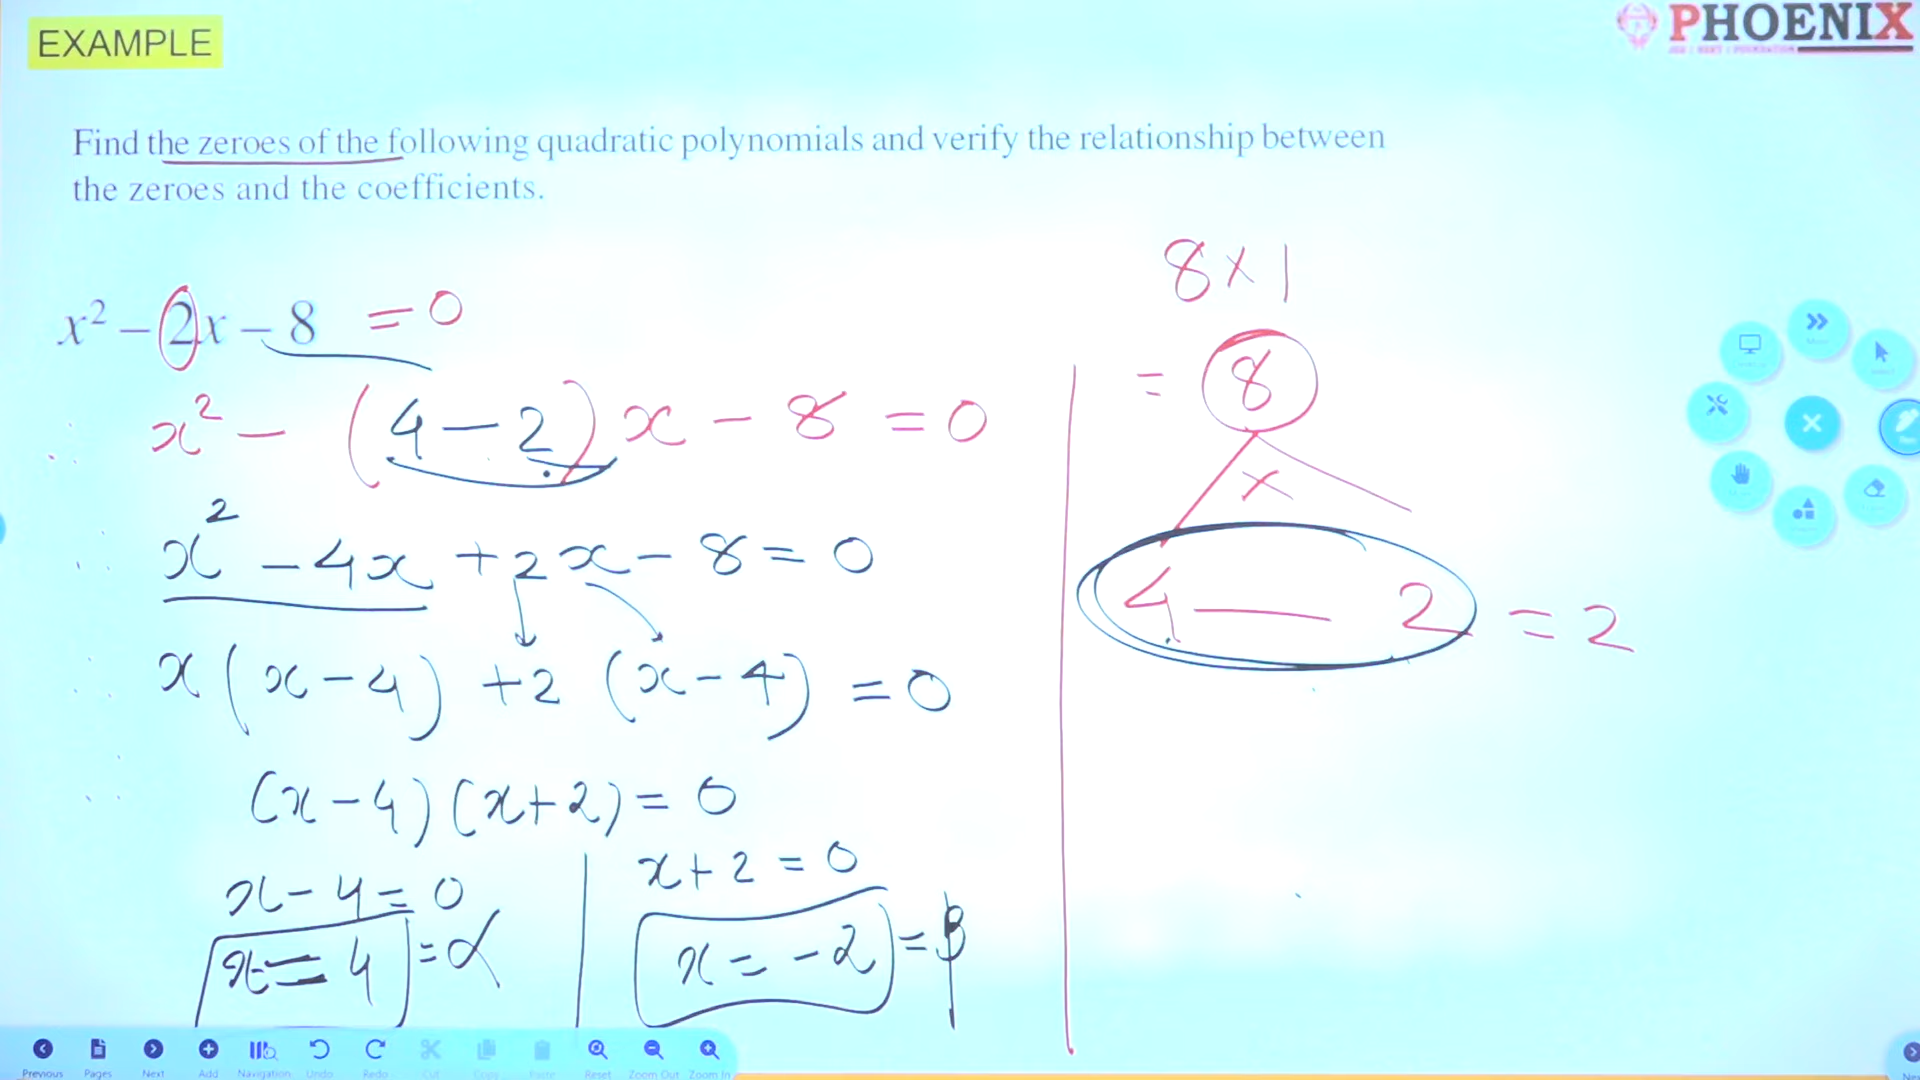 EXAMPLE
PHOENIX
Find the zeroes of the following quadratic polynomials and verify the relationship between
the zeroes and the coefficients.
x² – 2x – 8 = 0
∴ x² – (4 – 2) x – 8 = 0
∴ x² – 4x + 2x – 8 = 0
∴ x (x – 4) + 2 (x – 4) = 0
∴ (x – 4) (x + 2) = 0
x – 4 = 0
x = 4 = α
x + 2 = 0
x = –2 = β
8 × 1
= 8
×
4 — 2 = 2
Previous Pages Next Add Navigation Undo Redo Cut Copy Paste Reset Zoom Out Zoom In